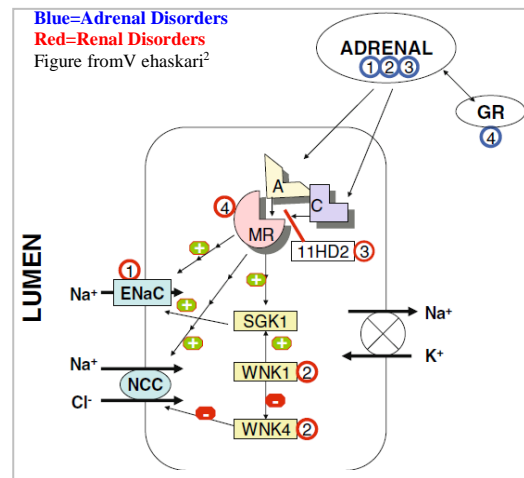 Blue=Adrenal Disorders
Red=Renal Disorders
Figure fromV ehaskari2
ADRENAL
1 2 3
GR
4
A
C
4
MR
11HD2 3
+
1
+
LUMEN
Na+ ENaC
+
SGK1
Na+
+
+
Na+
WNK1 2
K+
NCC
Cl-
-
-
WNK4 2